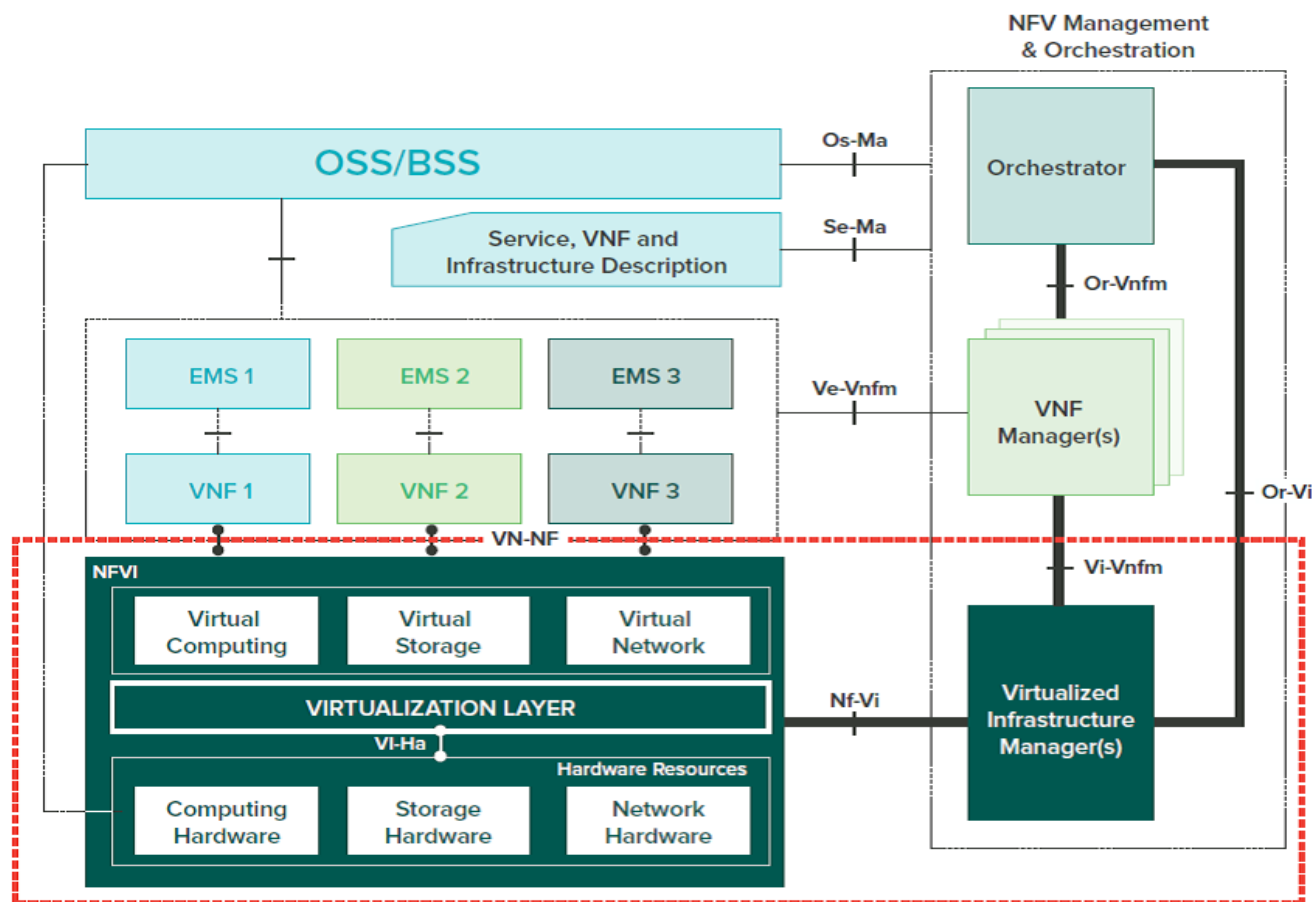 NFV Management
& Orchestration
OSS/BSS
Os-Ma
Orchestrator
Service, VNF and
Infrastructure Description
Se-Ma
Or-Vnfm
EMS 1
EMS 2
EMS 3
Ve-Vnfm
VNF
Manager(s)
VNF 1
VNF 2
VNF 3
Or-Vi
VN-NF
Vi-Vnfm
NFVI
Virtual
Computing
Virtual
Storage
Virtual
Network
VIRTUALIZATION LAYER
Nf-Vi
Virtualized
Infrastructure
Manager(s)
VI-Ha
Hardware Resources
Computing
Hardware
Storage
Hardware
Network
Hardware